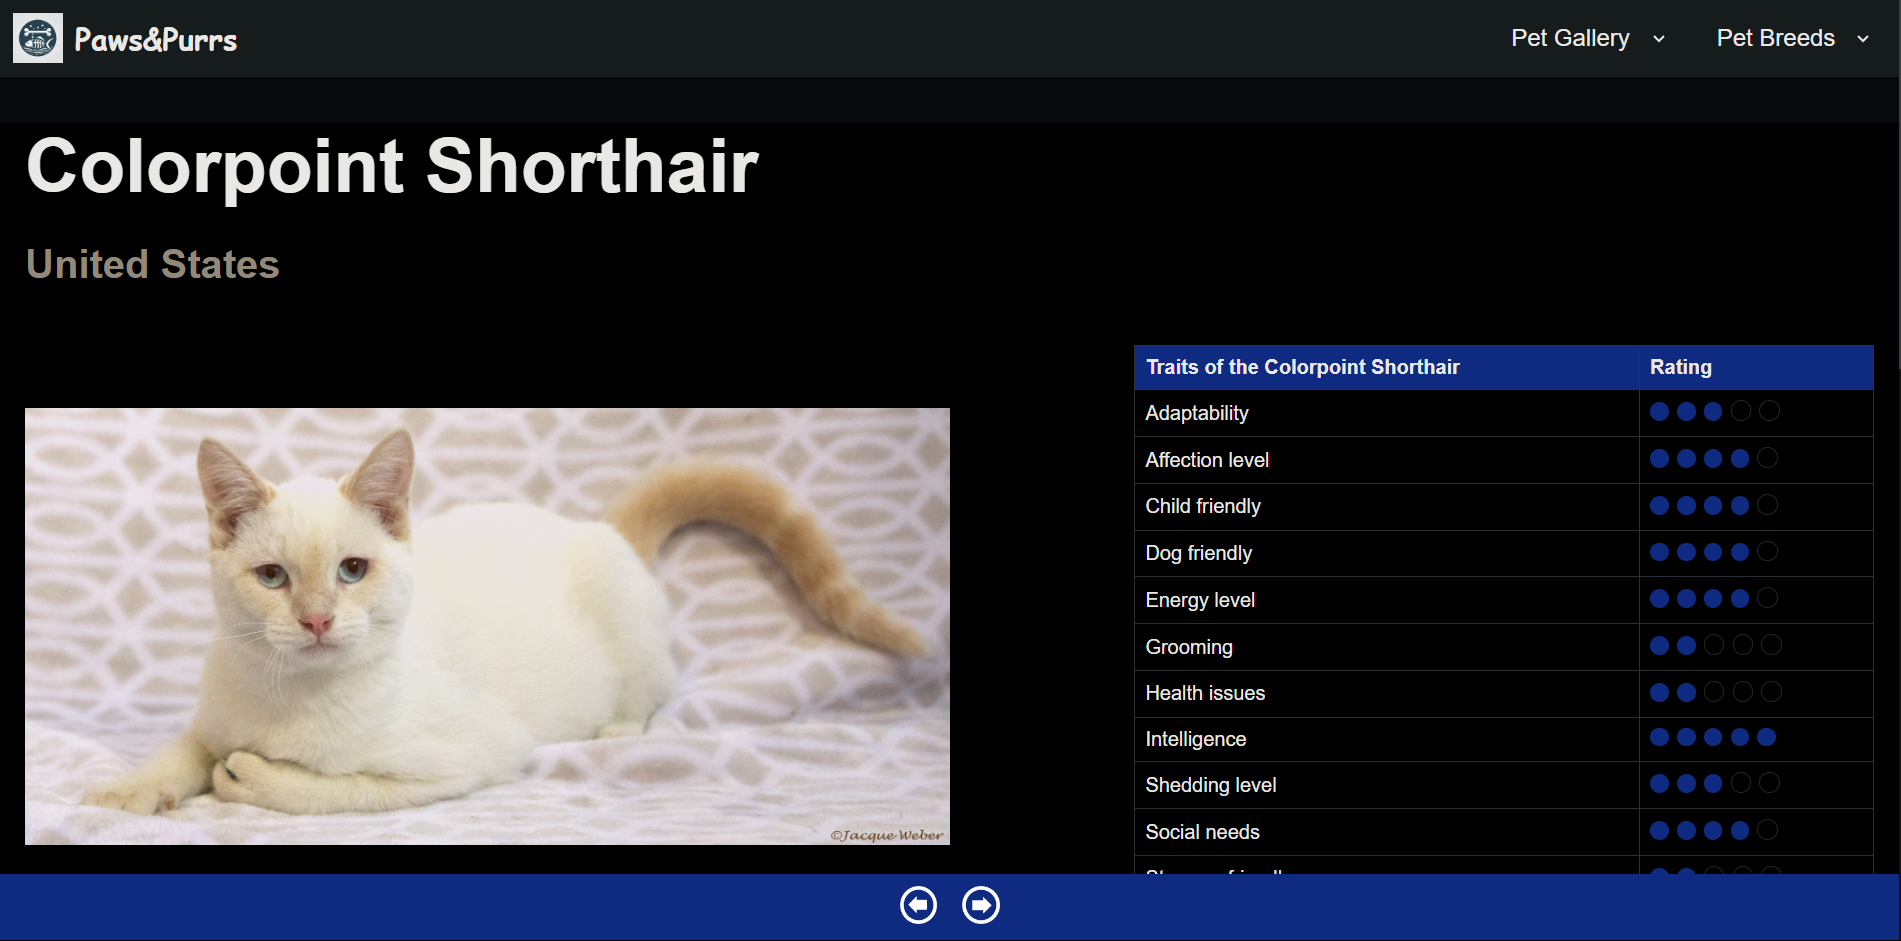 Paws&Purrs
Pet Gallery
Pet Breeds
Colorpoint Shorthair
United States
Traits of the Colorpoint Shorthair Rating
Adaptability
Affection level
Child friendly
Dog friendly
Energy level
Grooming
Health issues
Intelligence
Shedding level
Social needs
©Jacque Weber